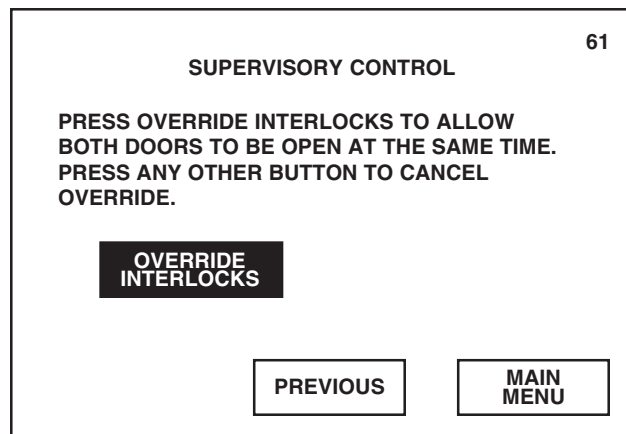 61
SUPERVISORY CONTROL
PRESS OVERRIDE INTERLOCKS TO ALLOW
BOTH DOORS TO BE OPEN AT THE SAME TIME.
PRESS ANY OTHER BUTTON TO CANCEL
OVERRIDE.
OVERRIDE
INTERLOCKS
PREVIOUS
MAIN
MENU